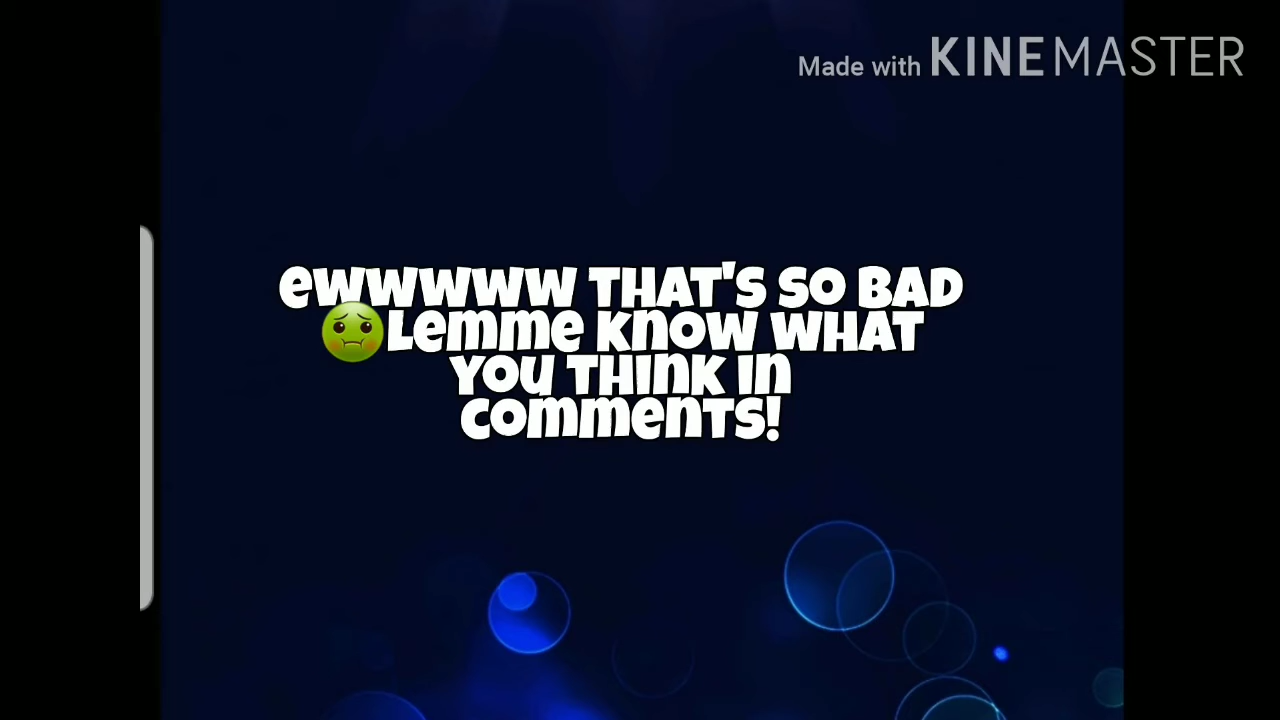 Made with KINEMASTER
ewwwww THAT'S SO BAD
🤢Lemme know WHAT
YOU THINK IN
COMMENTS!